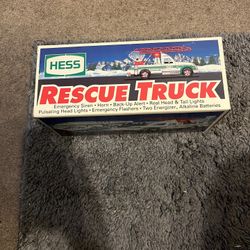 HESS
RESCUE TRUCK
Emergency Siren • Horn • Back-Up Alert • Real Head & Tail Lights
Pulsating Head Lights • Emergency Flashers • Two Energizer® Alkaline Batteries